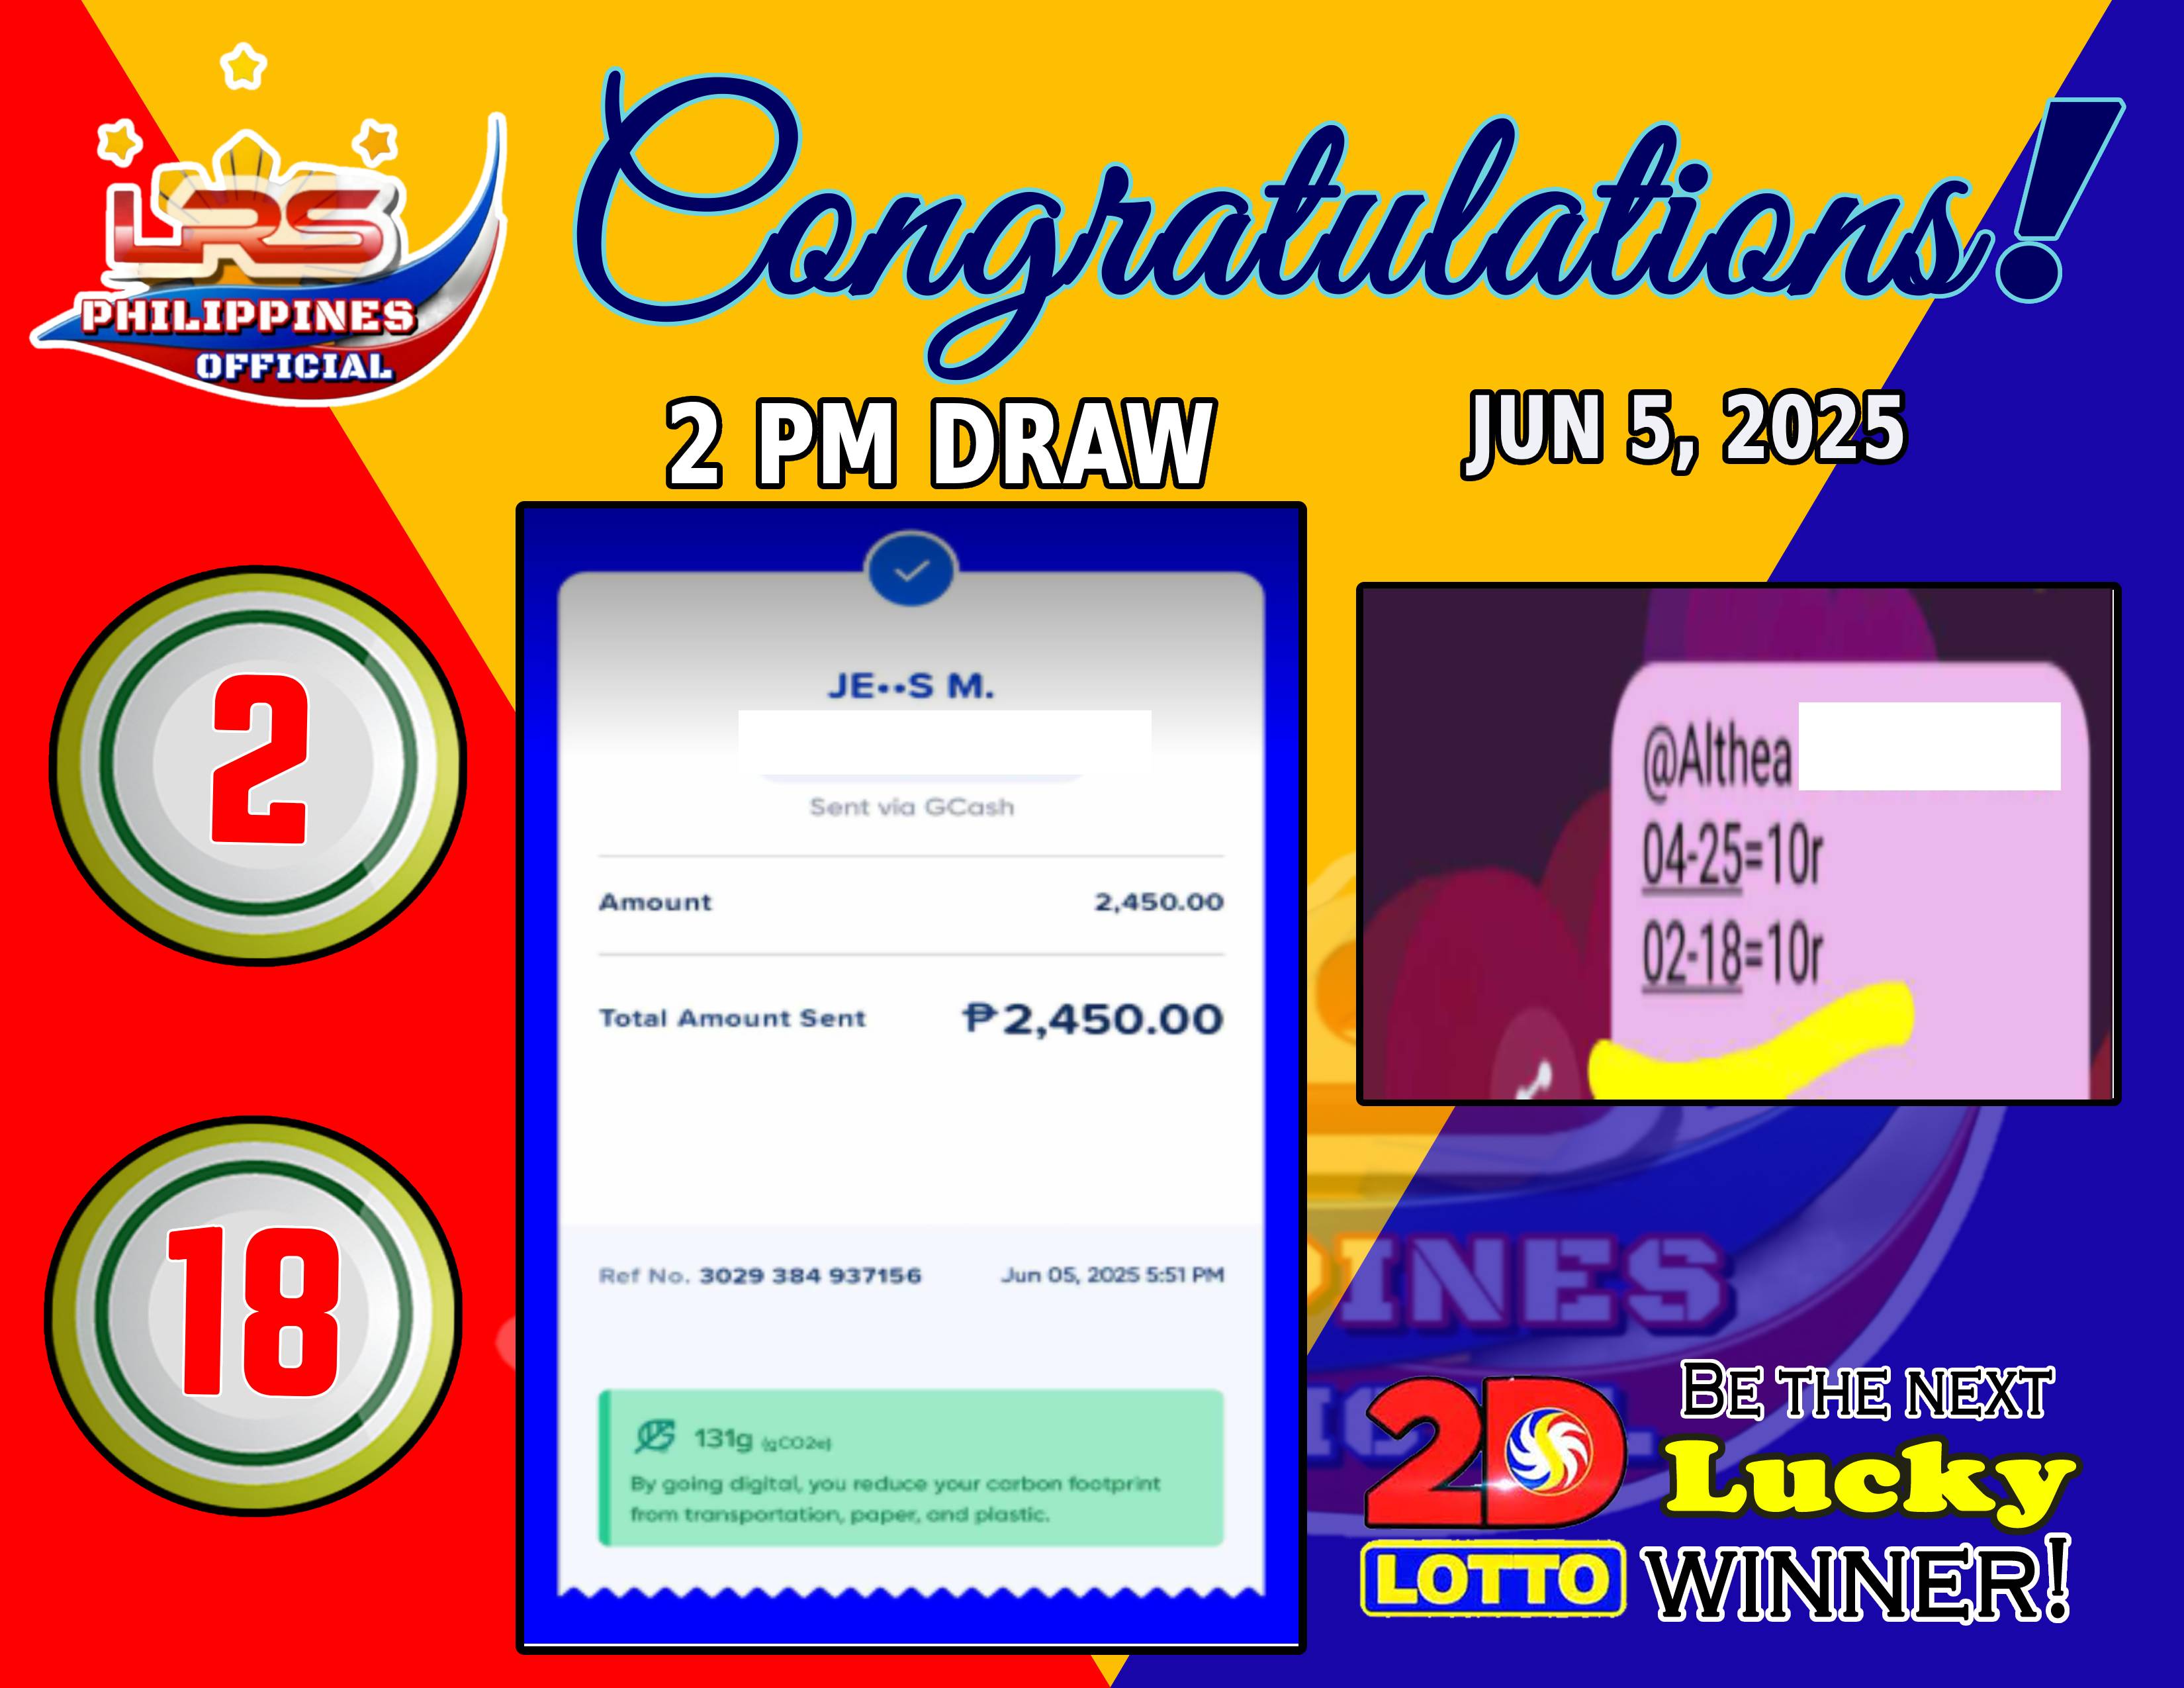 LRS
PHILIPPINES
OFFICIAL
Congratulations!
2 PM DRAW
JUN 5, 2025
2
18
JE••S M.
Sent via GCash
Amount 2,450.00
Total Amount Sent ₱2,450.00
Ref No. 3029 384 937156 Jun 05, 2025 5:51 PM
131g (gCO2e)
By going digital, you reduce your carbon footprint
from transportation, paper, and plastic.
@Althea
04-25=10r
02-18=10r
PINES
2D
LOTTO
BE THE NEXT
Lucky
WINNER!